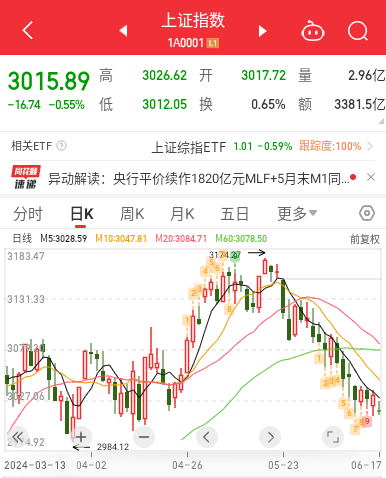 上证指数
1A0001 L1
3015.89 高 3026.62 开 3017.72 量 2.96亿
-16.74 -0.55% 低 3012.05 换 0.65% 额 3381.5亿
相关ETF ? 上证综指ETF 1.01 -0.59% 跟踪度:100%
同花顺 速递 异动解读：央行平价续作1820亿元MLF+5月末M1同...
分时 日K 周K 月K 五日 更多
日线 M5:3028.59 M10:3047.81 M20:3084.71 M60:3078.50 前复权
3183.47
3174.27
3131.33
3027.06
2984.12
2024-03-13 04-02 04-26 05-23 06-17